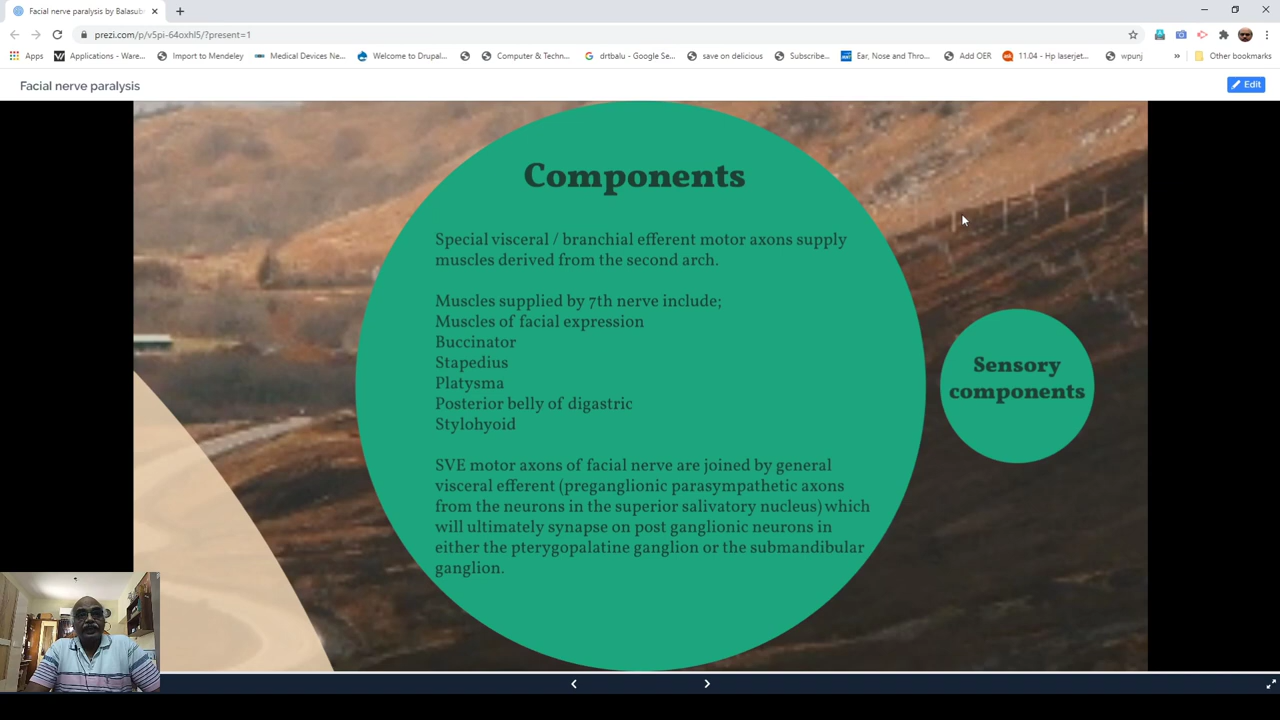 Facial nerve paralysis by Balasub
prezi.com/p/v5pi-64oxhl5/?present=1
Apps
Applications - Ware...
Import to Mendeley
Medical Devices Ne...
Welcome to Drupal...
Computer & Techn...
drtbalu - Google Se...
save on delicious
Subscribe...
Ear, Nose and Thro...
Add OER
11.04 - Hp laserjet...
wpunj
»
Other bookmarks
Facial nerve paralysis
Edit
Components
Special visceral / branchial efferent motor axons supply
muscles derived from the second arch.
Muscles supplied by 7th nerve include;
Muscles of facial expression
Buccinator
Stapedius
Platysma
Posterior belly of digastric
Stylohyoid
SVE motor axons of facial nerve are joined by general
visceral efferent (preganglionic parasympathetic axons
from the neurons in the superior salivatory nucleus) which
will ultimately synapse on post ganglionic neurons in
either the pterygopalatine ganglion or the submandibular
ganglion.
Sensory
components